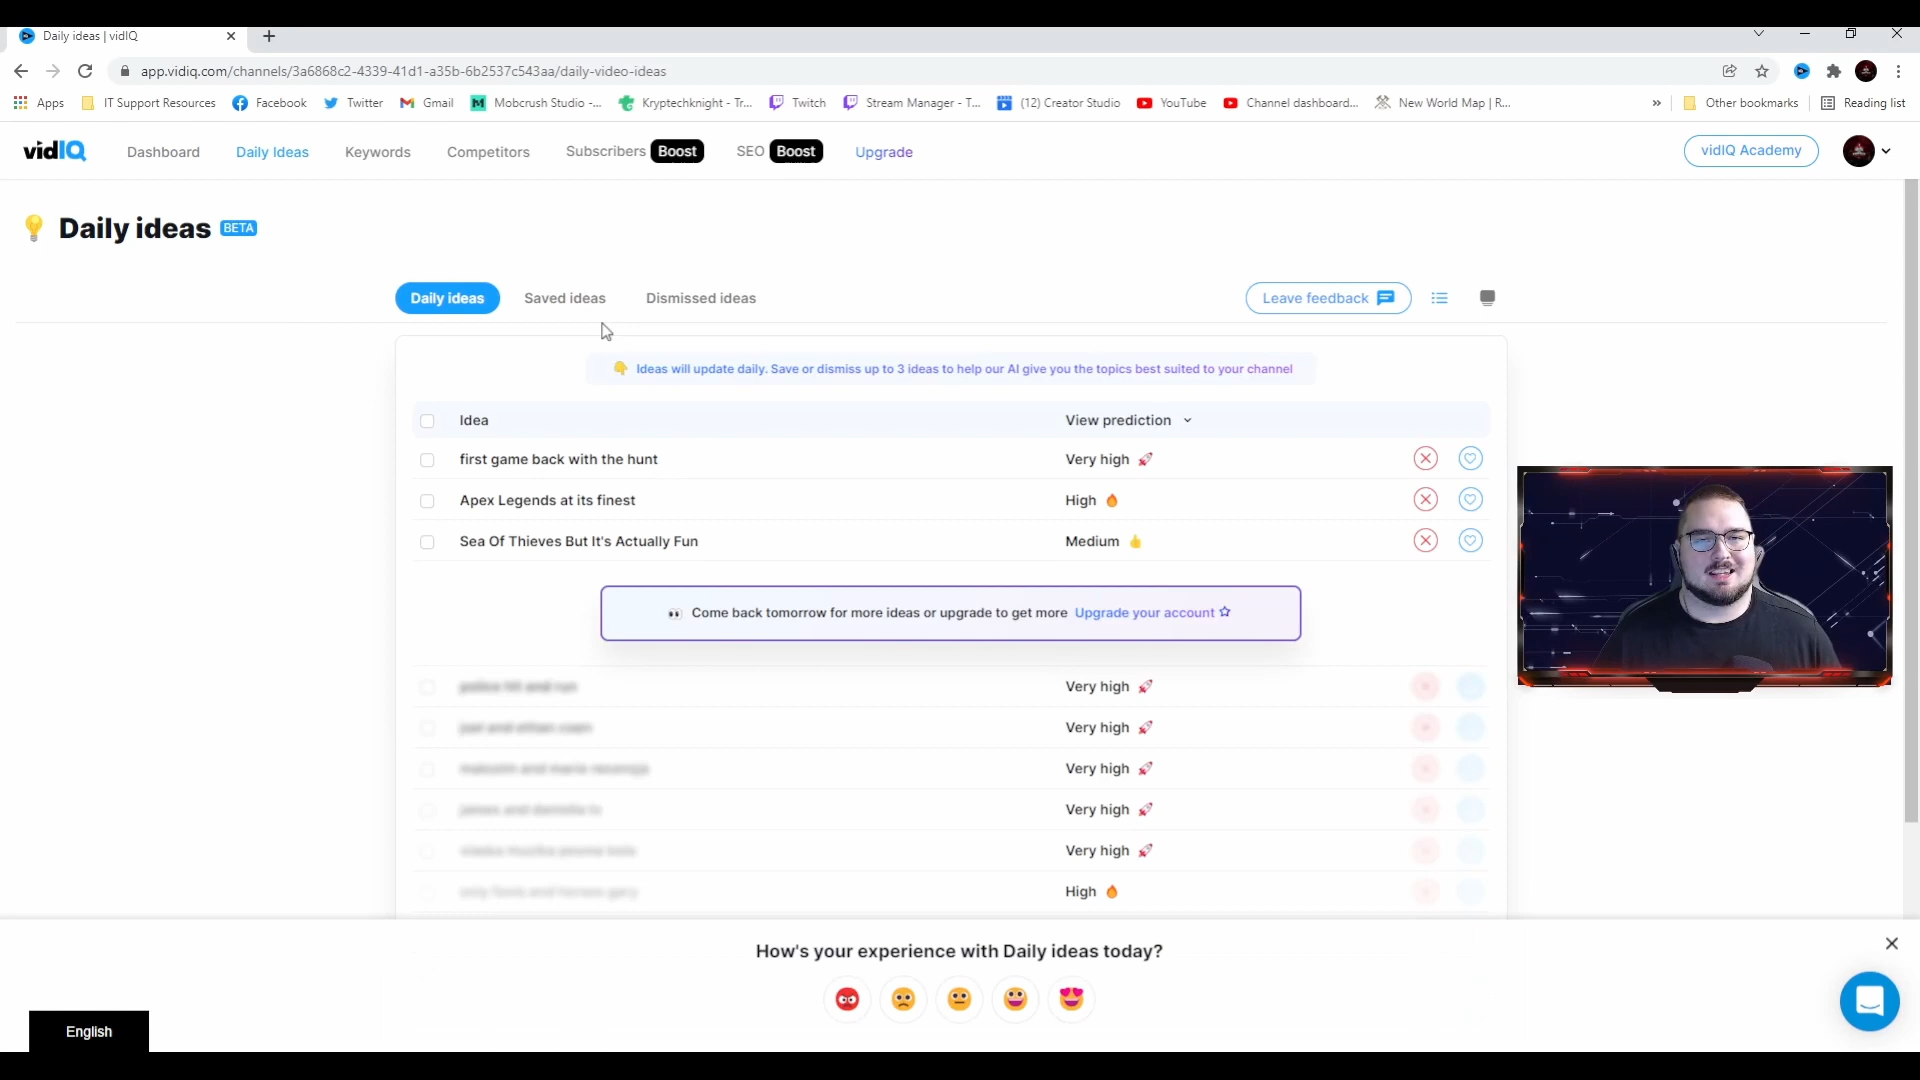 Daily ideas | vidIQ
app.vidiq.com/channels/3a6868c2-4339-41d1-a35b-6b2537c543aa/daily-video-ideas
Apps IT Support Resources Facebook Twitter Gmail Mobcrush Studio -... Kryptechknight - Tr... Twitch Stream Manager - T... (12) Creator Studio YouTube Channel dashboard... New World Map | R... » Other bookmarks Reading list
vidIQ Dashboard Daily Ideas Keywords Competitors Subscribers Boost SEO Boost Upgrade vidIQ Academy
Daily ideas BETA
Daily ideas Saved ideas Dismissed ideas Leave feedback
Ideas will update daily. Save or dismiss up to 3 ideas to help our AI give you the topics best suited to your channel
Idea View prediction
first game back with the hunt Very high
Apex Legends at its finest High
Sea Of Thieves But It's Actually Fun Medium
Come back tomorrow for more ideas or upgrade to get more Upgrade your account
Very high
Very high
Very high
Very high
Very high
High
How's your experience with Daily ideas today?
English